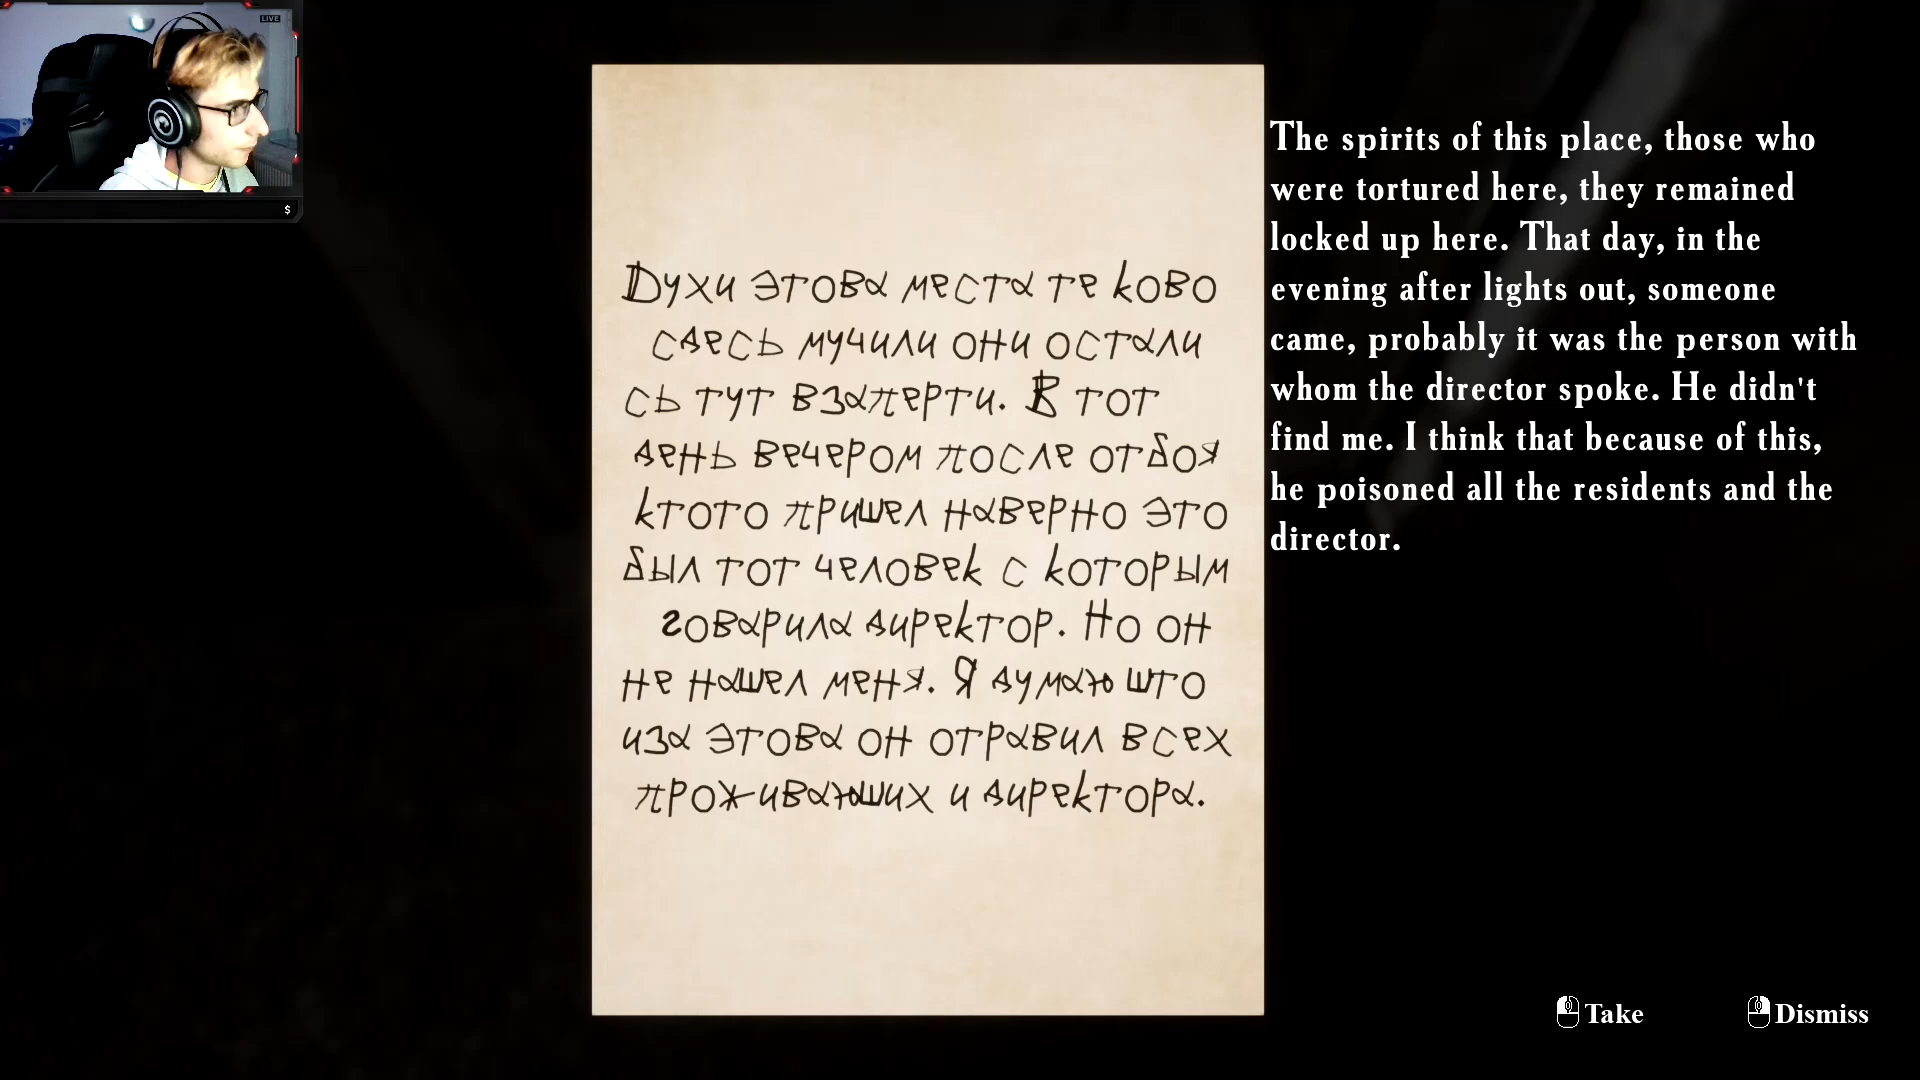 LIVE
$
Духи этова места те ково
сдесь мучили они остали
сь тут взаперти. В тот
день вечером после отбоя
ктото пришел наверно это
был тот человек с которым
говарила директор. Но он
не нашел меня. Я думаю што
иза этова он отравил всех
проживаюших и директора.
The spirits of this place, those who
were tortured here, they remained
locked up here. That day, in the
evening after lights out, someone
came, probably it was the person with
whom the director spoke. He didn't
find me. I think that because of this,
he poisoned all the residents and the
director.
Take
Dismiss